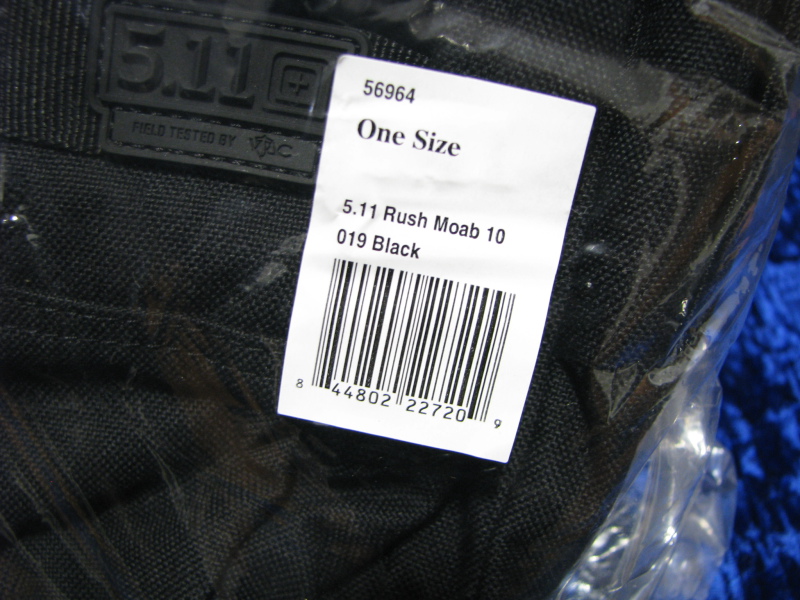 5.11
FIELD TESTED BY
56964
One Size
5.11 Rush Moab 10
019 Black
8 44802 22720 9